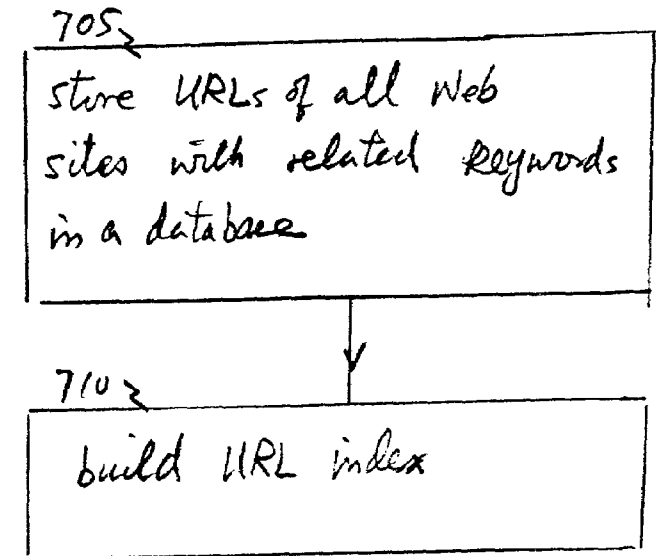 705
store URLs of all Web
sites with related keywords
in a database
710
build URL index